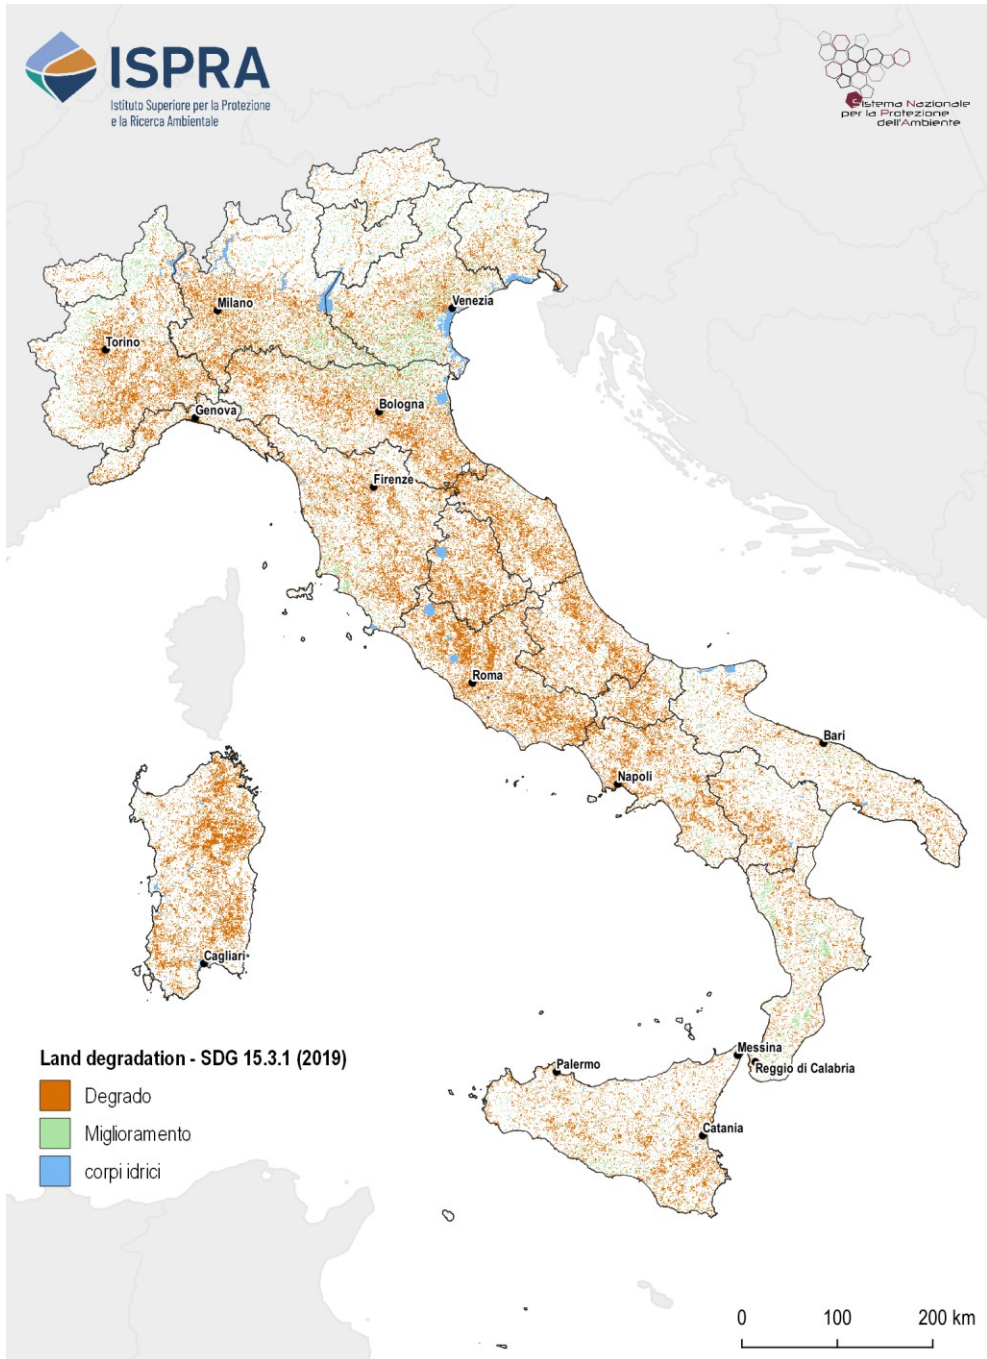 ISPRA
Istituto Superiore per la Protezione
e la Ricerca Ambientale
Sistema Nazionale
per la Protezione
dell'Ambiente
Milano
Venezia
Torino
Genova
Bologna
Firenze
Roma
Bari
Napoli
Cagliari
Messina
Palermo
Reggio di Calabria
Catania
Land degradation - SDG 15.3.1 (2019)
Degrado
Miglioramento
corpi idrici
0 100 200 km